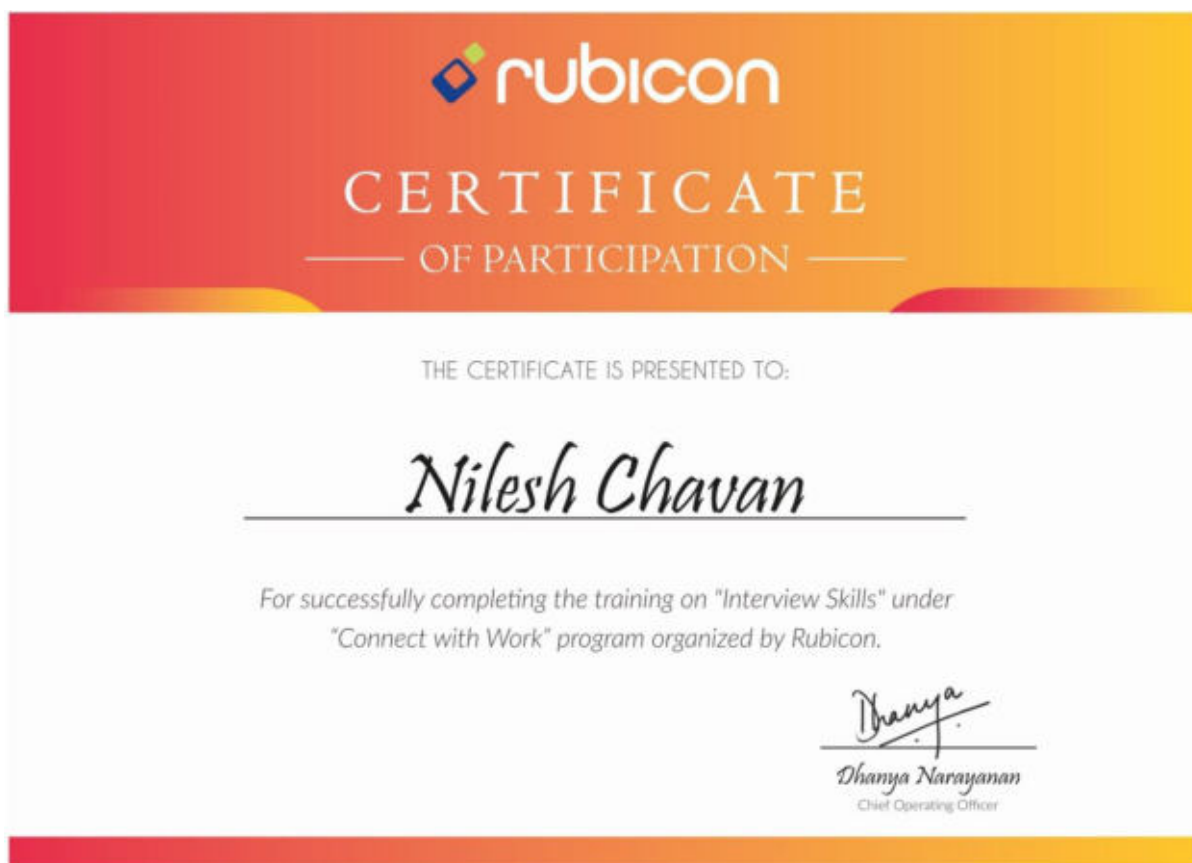 rubicon
CERTIFICATE
OF PARTICIPATION
THE CERTIFICATE IS PRESENTED TO:
Nilesh Chavan
For successfully completing the training on "Interview Skills" under
"Connect with Work" program organized by Rubicon.
Dhanya
Dhanya Narayanan
Chief Operating Officer